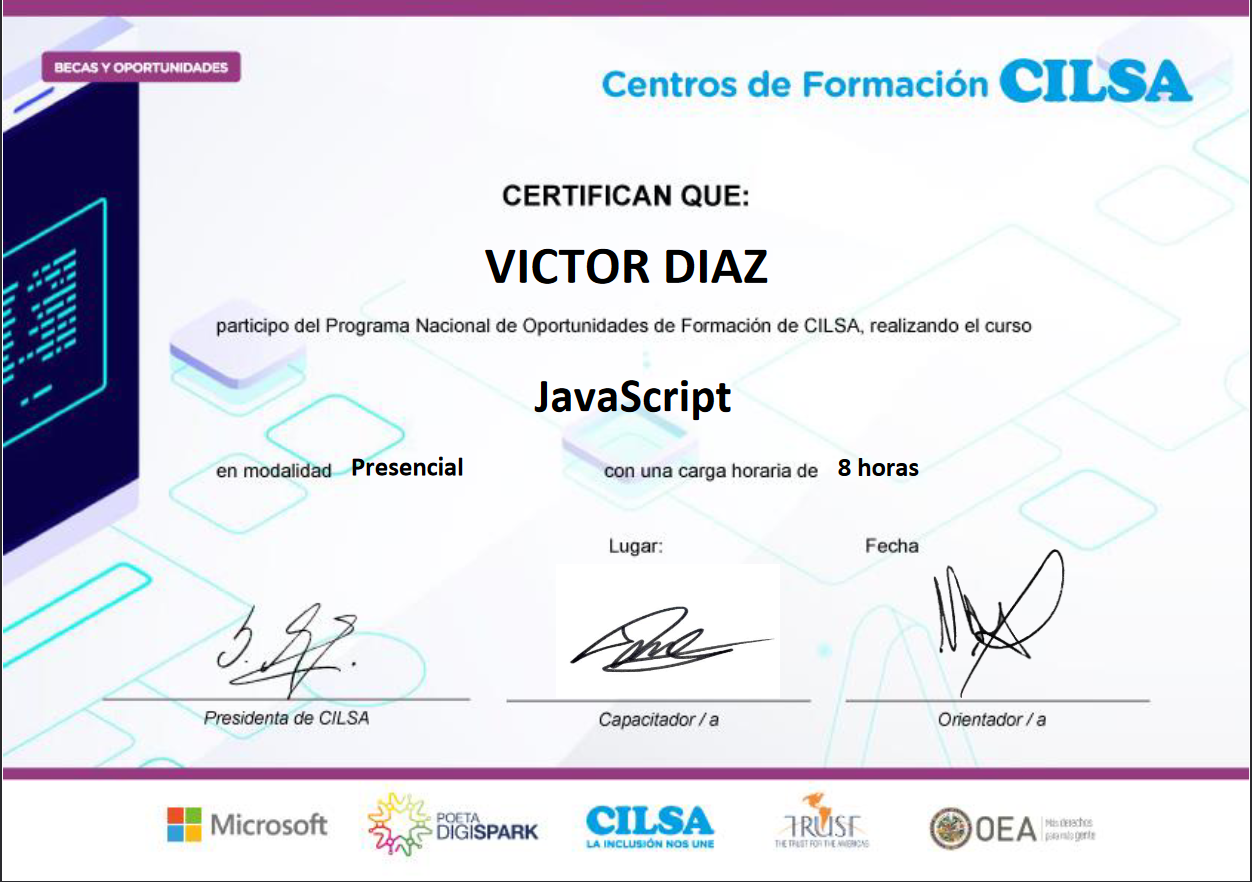 BECAS Y OPORTUNIDADES
Centros de Formación CILSA
CERTIFICAN QUE:
VICTOR DIAZ
participo del Programa Nacional de Oportunidades de Formación de CILSA, realizando el curso
JavaScript
en modalidad Presencial con una carga horaria de 8 horas
Lugar: Fecha
Presidenta de CILSA Capacitador / a Orientador / a
Microsoft
POETA
DIGISPARK
CILSA
LA INCLUSIÓN NOS UNE
TRUST
THE TRUST FOR THE AMERICAS
OEA
Más derechos
para más gente